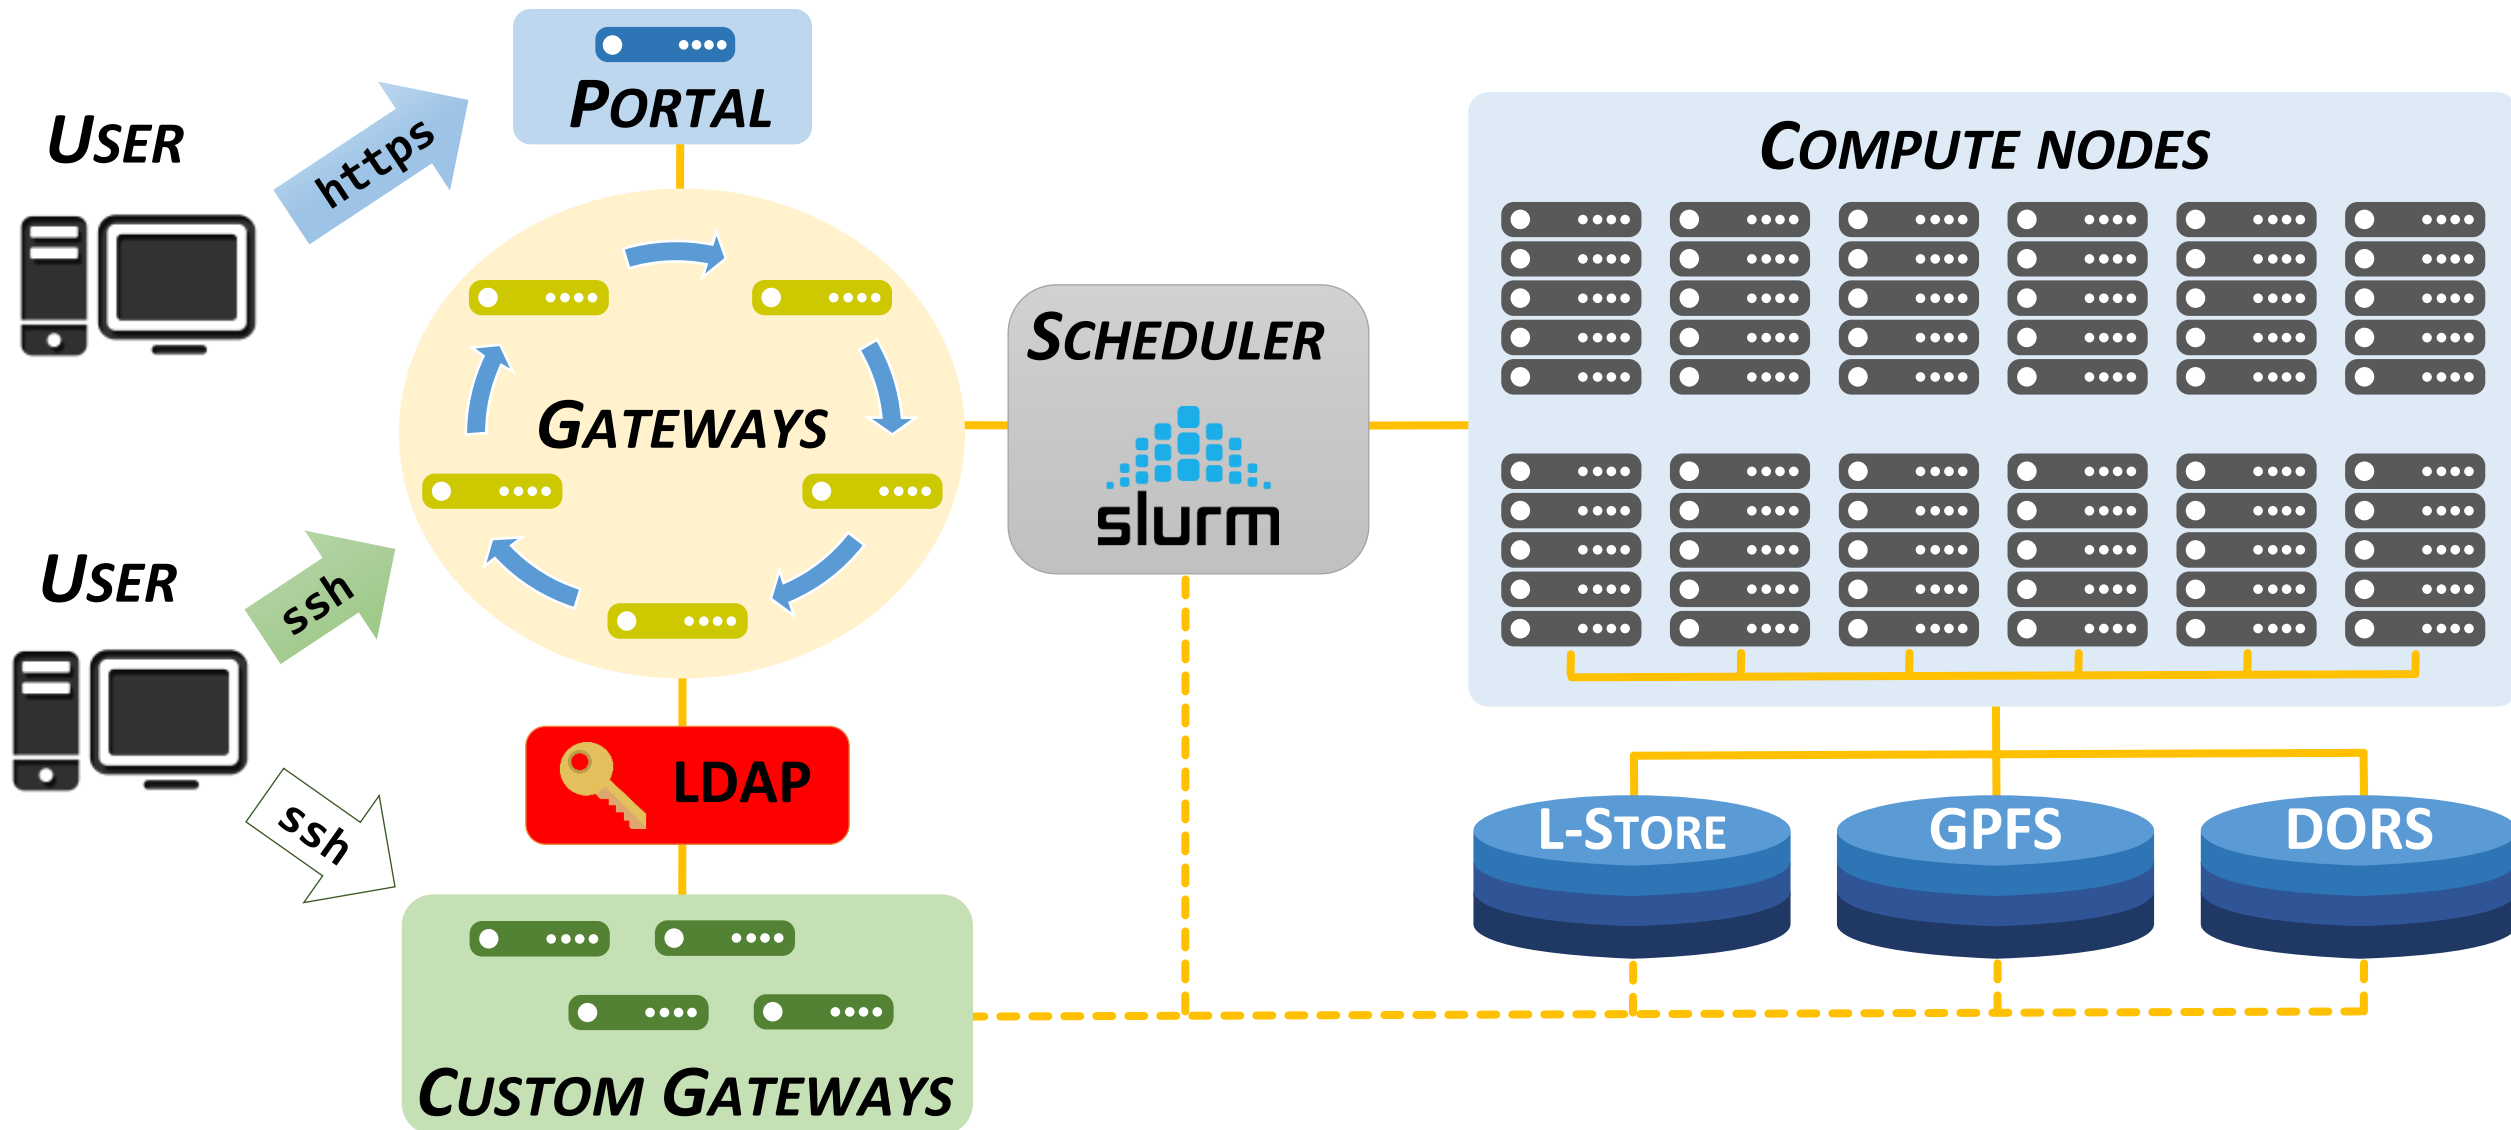 PORTAL
USER
https
COMPUTE NODES
SCHEDULER
GATEWAYS
slurm
USER
ssh
LDAP
ssh
L-STORE
GPFS
DORS
CUSTOM GATEWAYS